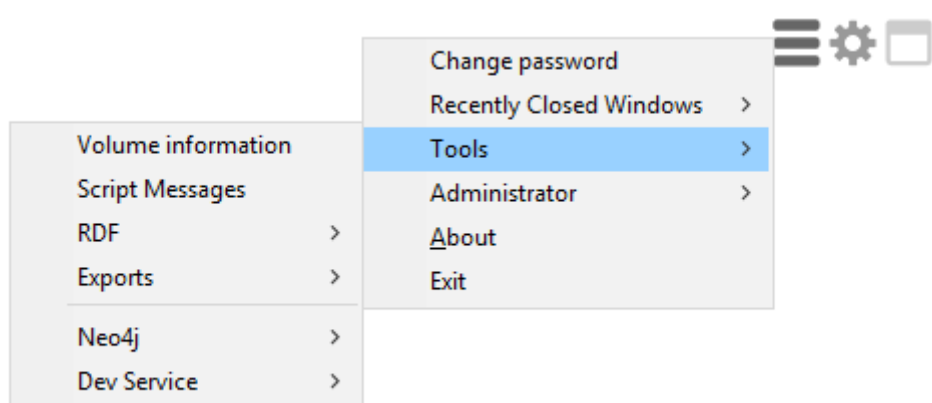 Change password
Recently Closed Windows
Tools
Administrator
About
Exit
Volume information
Script Messages
RDF
Exports
Neo4j
Dev Service